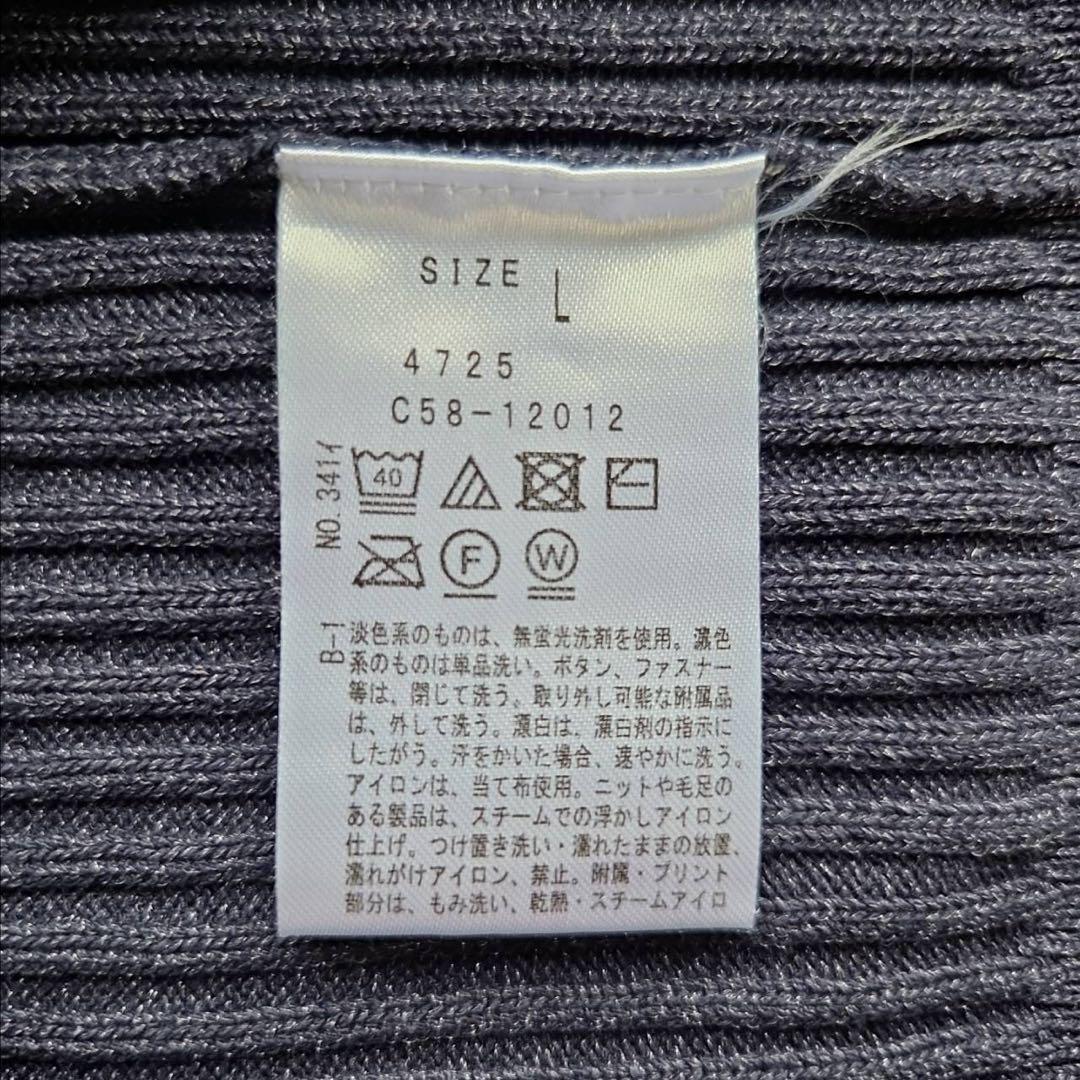 SIZE L
4725
C58-12012
NO.341イ
40
F
W
B-1
淡色系のものは、無蛍光洗剤を使用。濃色
系のものは単品洗い。ボタン、ファスナー
等は、閉じて洗う。取り外し可能な附属品
は、外して洗う。漂白は、漂白剤の指示に
したがう。汗をかいた場合、速やかに洗う。
アイロンは、当て布使用。ニットや毛足の
ある製品は、スチームでの浮かしアイロン
仕上げ。つけ置き洗い・濡れたままの放置、
濡れがけアイロン、禁止。附属・プリント
部分は、もみ洗い、乾熱・スチームアイロ